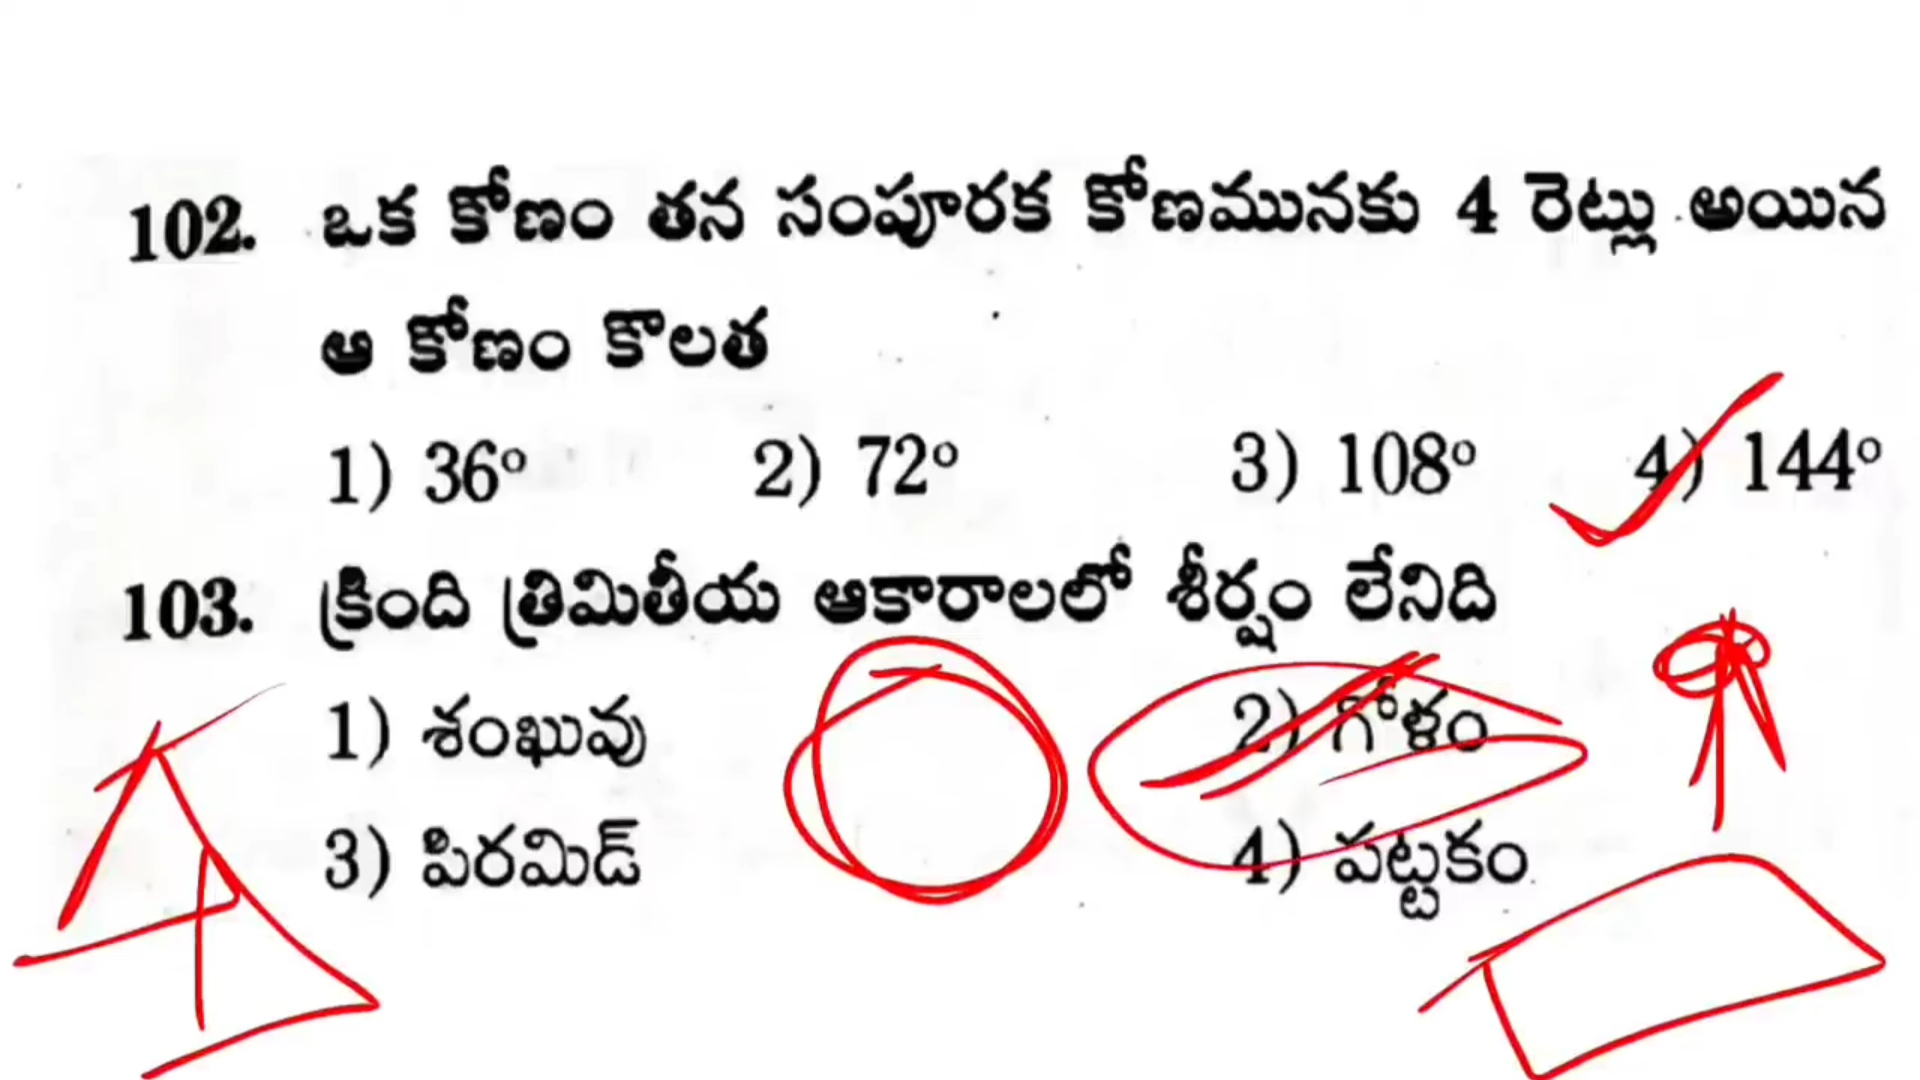 102. ఒక కోణం తన సంపూరక కోణమునకు 4 రెట్లు అయిన
ఆ కోణం కొలత
1) 36° 2) 72° 3) 108° 4) 144°
103. క్రింది త్రిమితీయ ఆకారాలలో శీర్షం లేనిది
1) శంఖువు 2) గోళం
3) పిరమిడ్ 4) పట్టకం